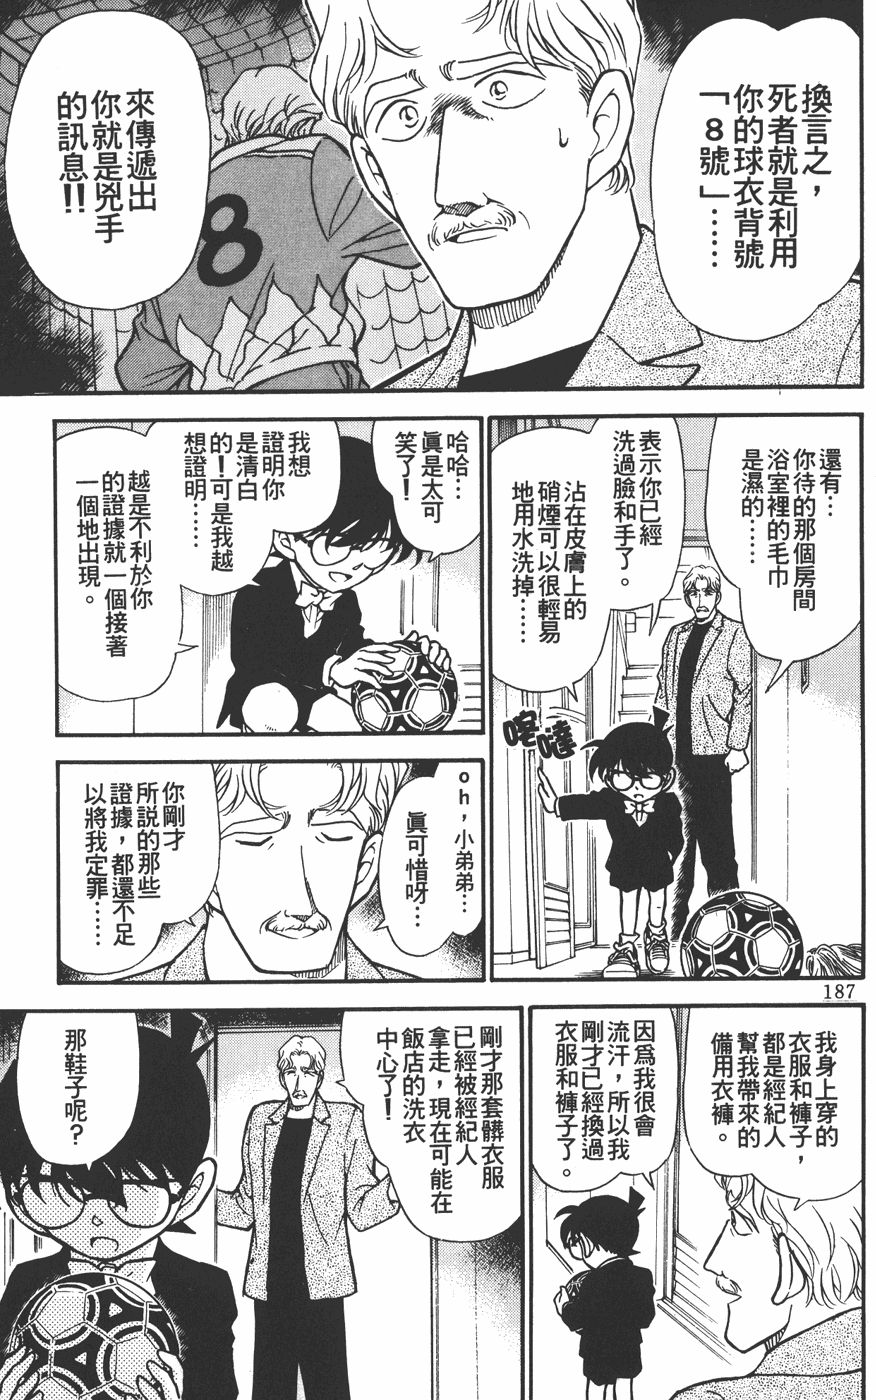 換言之，
死者就是利用
你的球衣背號
「8號」……
來傳遞出
你就是兇手
的訊息!!
8
還有…
你待的那個房間
浴室裡的毛巾
是濕的……
表示你已經
洗過臉和手了。
沾在皮膚上的
硝煙可以很輕易
地用水洗掉……
喀噠
哈哈…
真是太可
笑了!
我想
證明你
是清白
的!可是我越
想證明……
越是不利於你
的證據就一個接著
一個地出現。
oh，小弟弟…
真可惜呀…
你剛才
所說的那些
證據，都還不足
以將我定罪……
187
我身上穿的
衣服和褲子，
都是經紀人
幫我帶來的
備用衣褲。
因為我很會
流汗，所以我
剛才已經換過
衣服和褲子了。
剛才那套髒衣服
已經被經紀人
拿走，現在可能在
飯店的洗衣
中心了!
那鞋子呢?